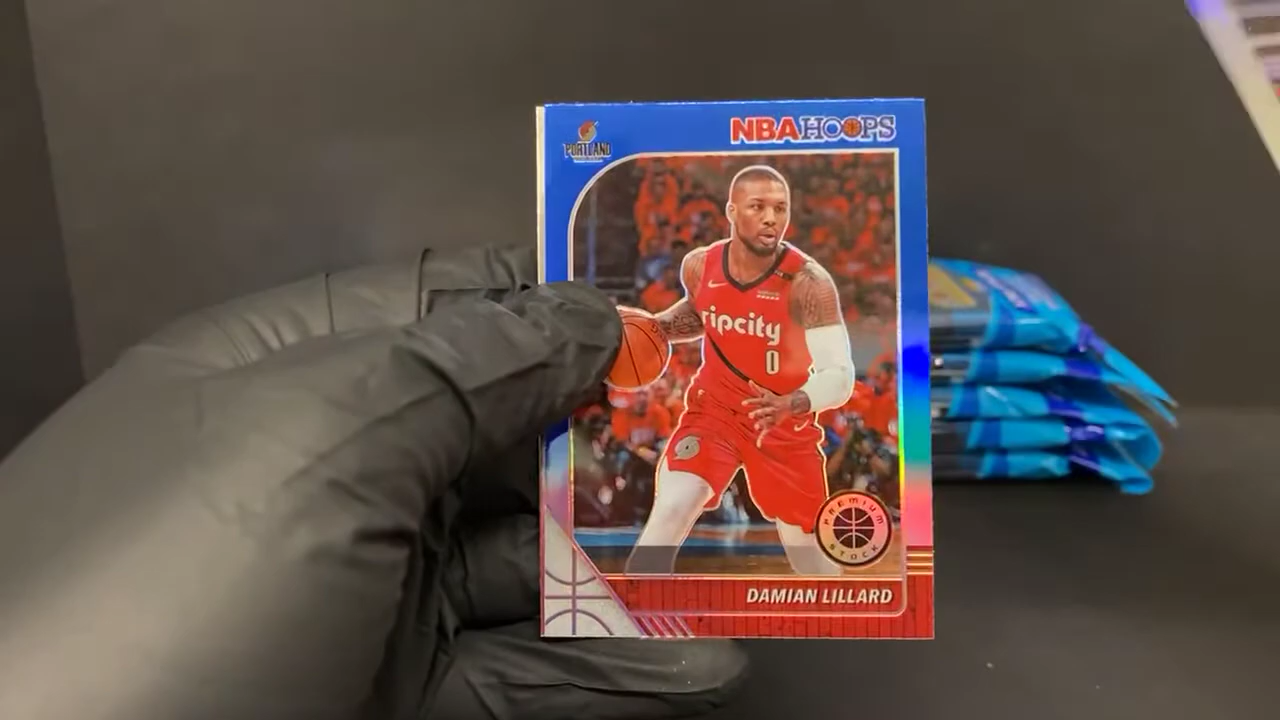 NBA HOOPS
PORTLAND
ripcity
0
PREMIUM
STOCK
DAMIAN LILLARD